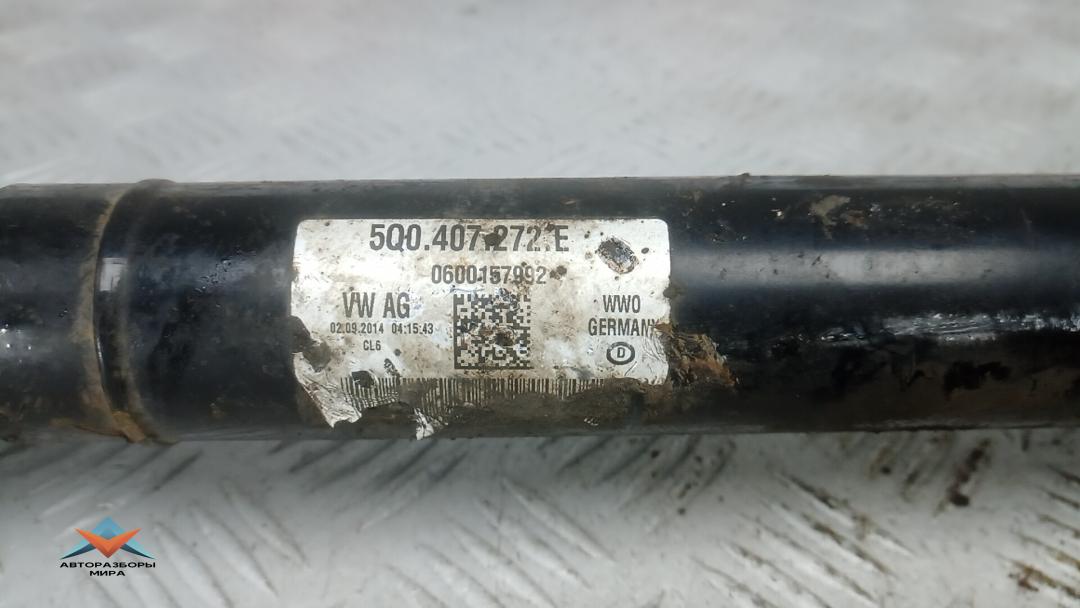 5Q0.407.272.E
0600157992
VW AG
02.09.2014 04:15:43
CL6
WWO
GERMANY
D
АВТОРАЗБОРЫ
МИРА